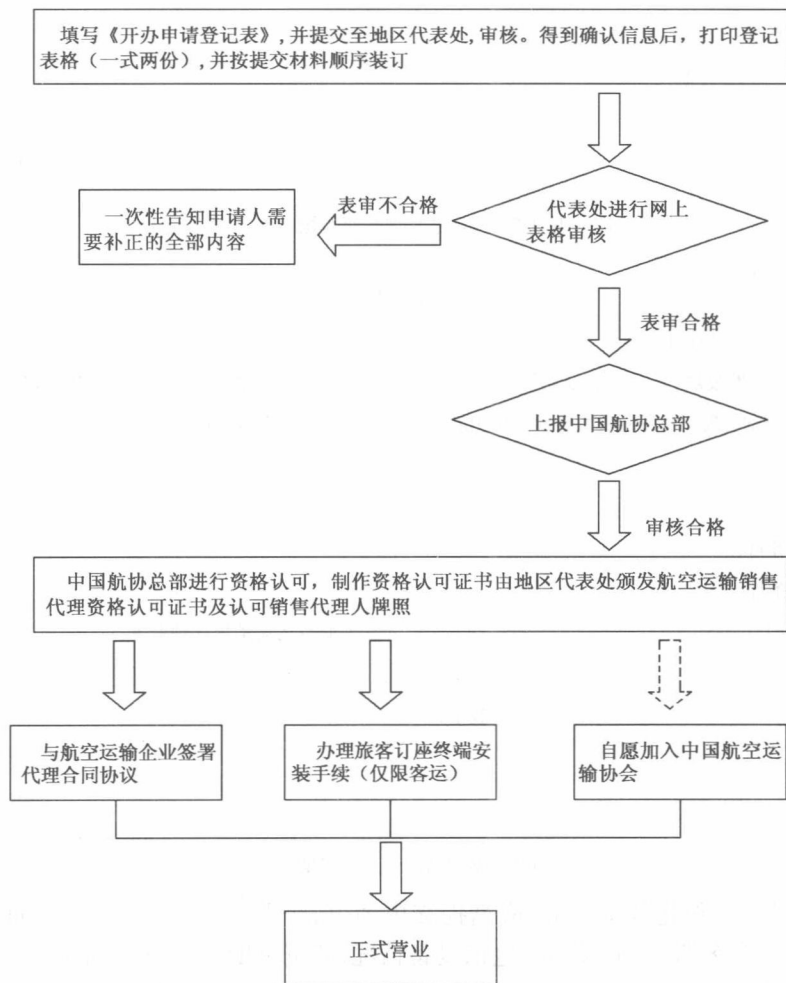 填写《开办申请登记表》,并提交至地区代表处,审核。得到确认信息后，打印登记
表格（一式两份）,并按提交材料顺序装订
表审不合格
代表处进行网上
表格审核
一次性告知申请人需
要补正的全部内容
表审合格
上报中国航协总部
审核合格
中国航协总部进行资格认可，制作资格认可证书由地区代表处颁发航空运输销售
代理资格认可证书及认可销售代理人牌照
与航空运输企业签署
代理合同协议
办理旅客订座终端安
装手续（仅限客运）
自愿加入中国航空运
输协会
正式营业